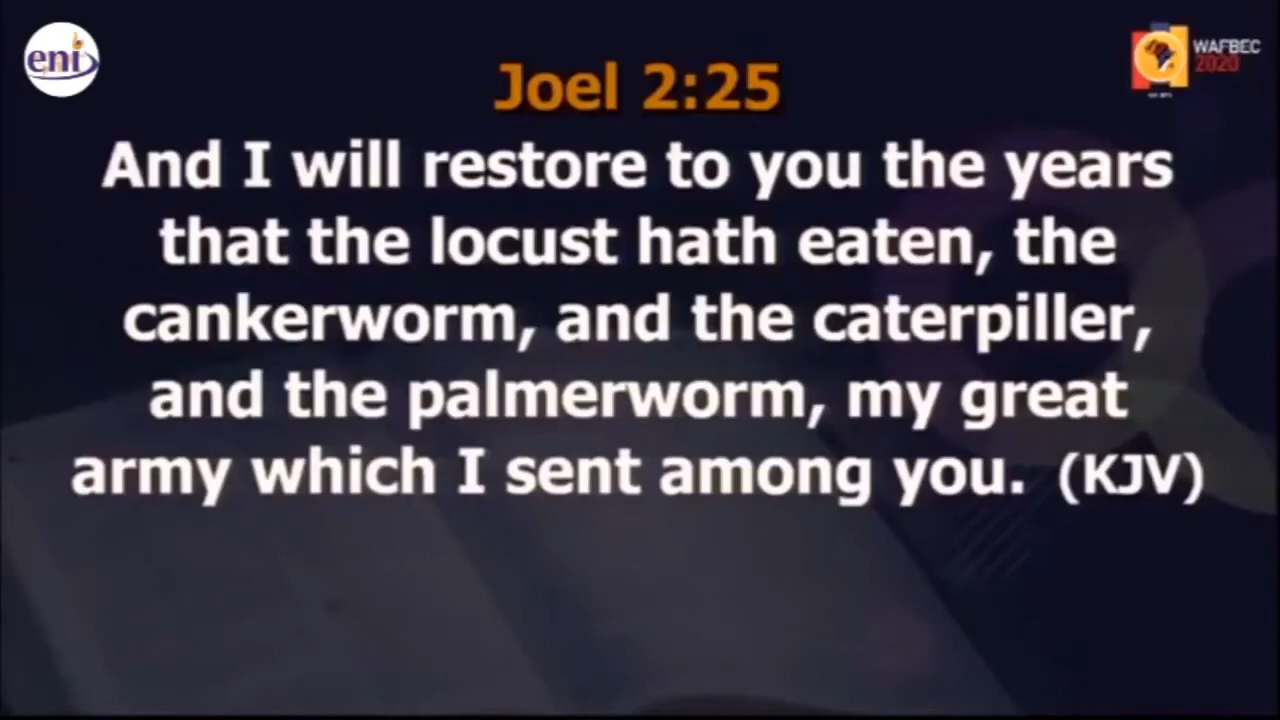 eni
WAFBEC
2020
Joel 2:25
And I will restore to you the years
that the locust hath eaten, the
cankerworm, and the caterpiller,
and the palmerworm, my great
army which I sent among you. (KJV)